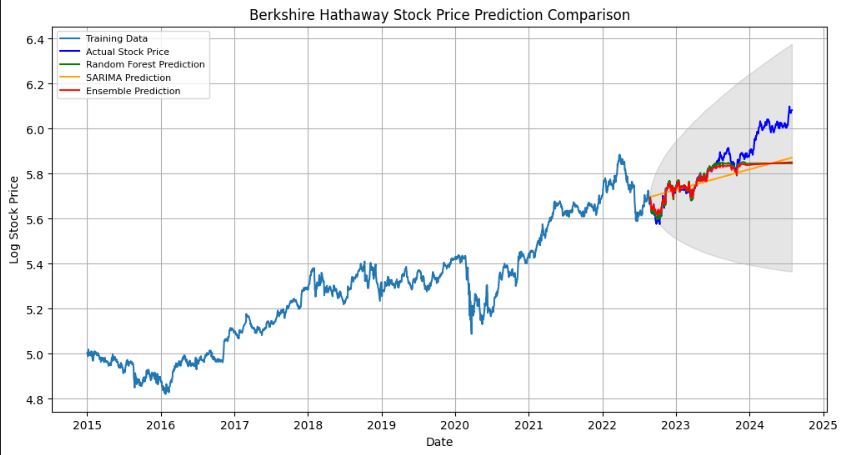 Berkshire Hathaway Stock Price Prediction Comparison
Training Data
Actual Stock Price
Random Forest Prediction
SARIMA Prediction
Ensemble Prediction
Log Stock Price
6.4
6.2
6.0
5.8
5.6
5.4
5.2
5.0
4.8
2015 2016 2017 2018 2019 2020 2021 2022 2023 2024 2025
Date